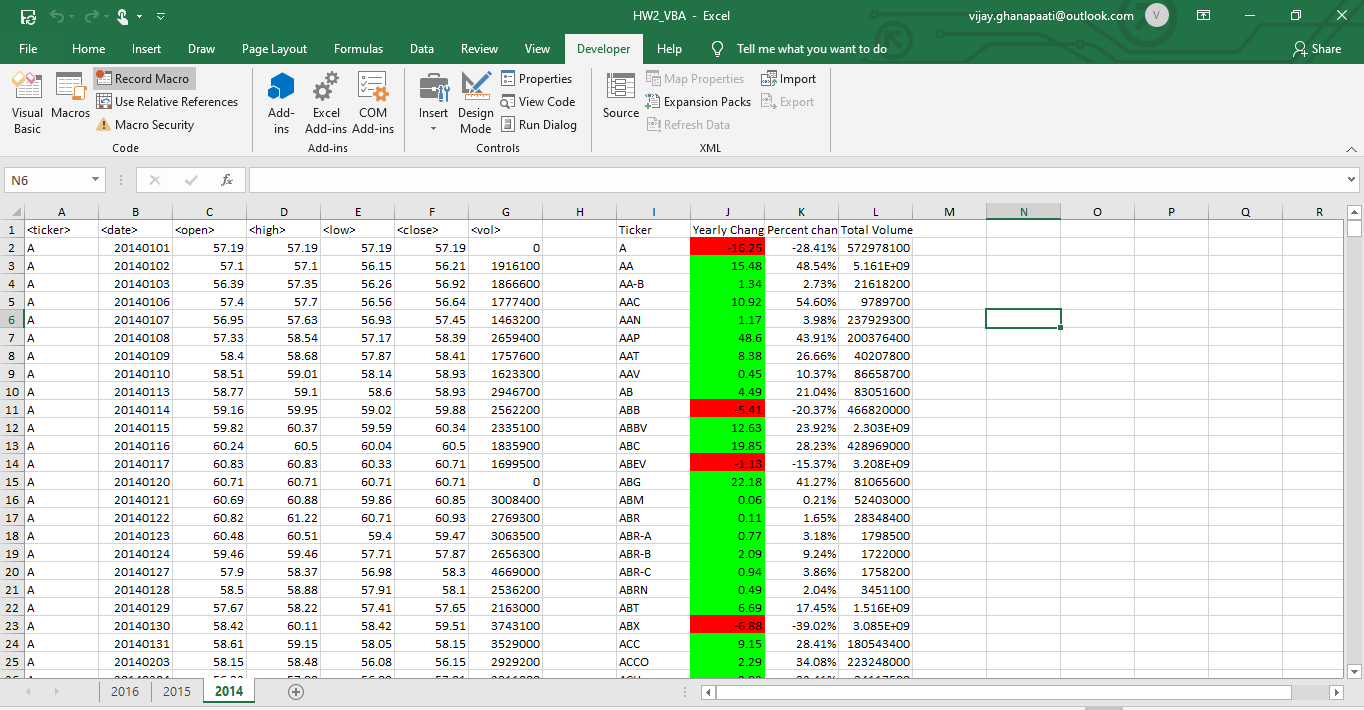 HW2_VBA - Excel
vijay.ghanapaati@outlook.com V
File Home Insert Draw Page Layout Formulas Data Review View Developer Help Tell me what you want to do Share
Visual Basic
Macros
Record Macro
Use Relative References
Macro Security
Code
Add-ins
Excel Add-ins
COM Add-ins
Add-ins
Insert
Design Mode
Properties
View Code
Run Dialog
Controls
Source
Map Properties
Expansion Packs
Refresh Data
Import
Export
XML
N6 fx
A B C D E F G H I J K L M N O P Q R
1 <ticker> <date> <open> <high> <low> <close> <vol> Ticker Yearly Chang Percent chan Total Volume
2 A 20140101 57.19 57.19 57.19 57.19 0 A -16.25 -28.41% 572978100
3 A 20140102 57.1 57.1 56.15 56.21 1916100 AA 15.48 48.54% 5.161E+09
4 A 20140103 56.39 57.35 56.26 56.92 1866600 AA-B 1.34 2.73% 21618200
5 A 20140106 57.4 57.7 56.56 56.64 1777400 AAC 10.92 54.60% 9789700
6 A 20140107 56.95 57.63 56.93 57.45 1463200 AAN 1.17 3.98% 237929300
7 A 20140108 57.33 58.54 57.17 58.39 2659400 AAP 48.6 43.91% 200376400
8 A 20140109 58.4 58.68 57.87 58.41 1757600 AAT 8.38 26.66% 40207800
9 A 20140110 58.51 59.01 58.14 58.93 1623300 AAV 0.45 10.37% 86658700
10 A 20140113 58.77 59.1 58.6 58.93 2946700 AB 4.49 21.04% 83051600
11 A 20140114 59.16 59.95 59.02 59.88 2562200 ABB -5.41 -20.37% 466820000
12 A 20140115 59.82 60.37 59.59 60.34 2335100 ABBV 12.63 23.92% 2.303E+09
13 A 20140116 60.24 60.5 60.04 60.5 1835900 ABC 19.85 28.23% 428969000
14 A 20140117 60.83 60.83 60.33 60.71 1699500 ABEV -1.13 -15.37% 3.208E+09
15 A 20140120 60.71 60.71 60.71 60.71 0 ABG 22.18 41.27% 81065600
16 A 20140121 60.69 60.88 59.86 60.85 3008400 ABM 0.06 0.21% 52403000
17 A 20140122 60.82 61.22 60.71 60.93 2769300 ABR 0.11 1.65% 28348400
18 A 20140123 60.48 60.51 59.4 59.47 3063500 ABR-A 0.77 3.18% 1798500
19 A 20140124 59.46 59.46 57.71 57.87 2656300 ABR-B 2.09 9.24% 1722000
20 A 20140127 57.9 58.37 56.98 58.3 4669000 ABR-C 0.94 3.86% 1758200
21 A 20140128 58.5 58.88 57.91 58.1 2536200 ABRN 0.49 2.04% 3451100
22 A 20140129 57.67 58.22 57.41 57.65 2163000 ABT 6.69 17.45% 1.516E+09
23 A 20140130 58.42 60.11 58.42 59.51 3743100 ABX -6.88 -39.02% 3.085E+09
24 A 20140131 58.61 59.15 58.05 58.15 3529000 ACC 9.15 28.41% 180543400
25 A 20140203 58.15 58.48 56.08 56.15 2929200 ACCO 2.29 34.08% 223248000
2016 2015 2014